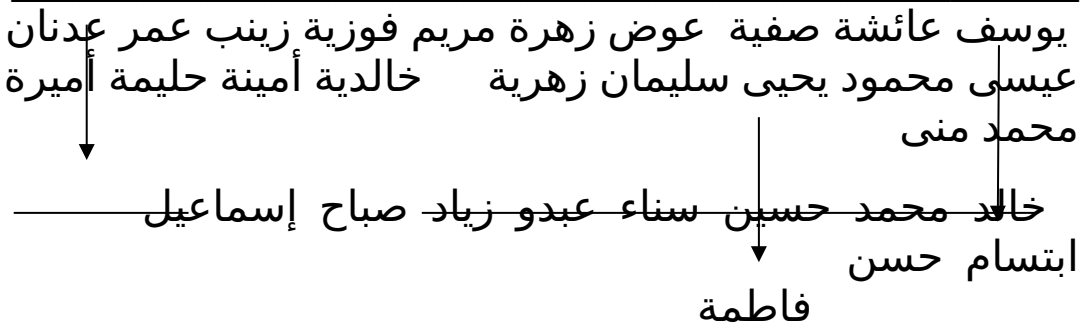 يوسف عائشة صفية عوض زهرة مريم فوزية زينب عمر عدنان
عيسى محمود يحيى سليمان زهرية خالدية أمينة حليمة أميرة
محمد منى
خالد محمد حسين سناء عبدو زياد صباح إسماعيل
ابتسام حسن
فاطمة